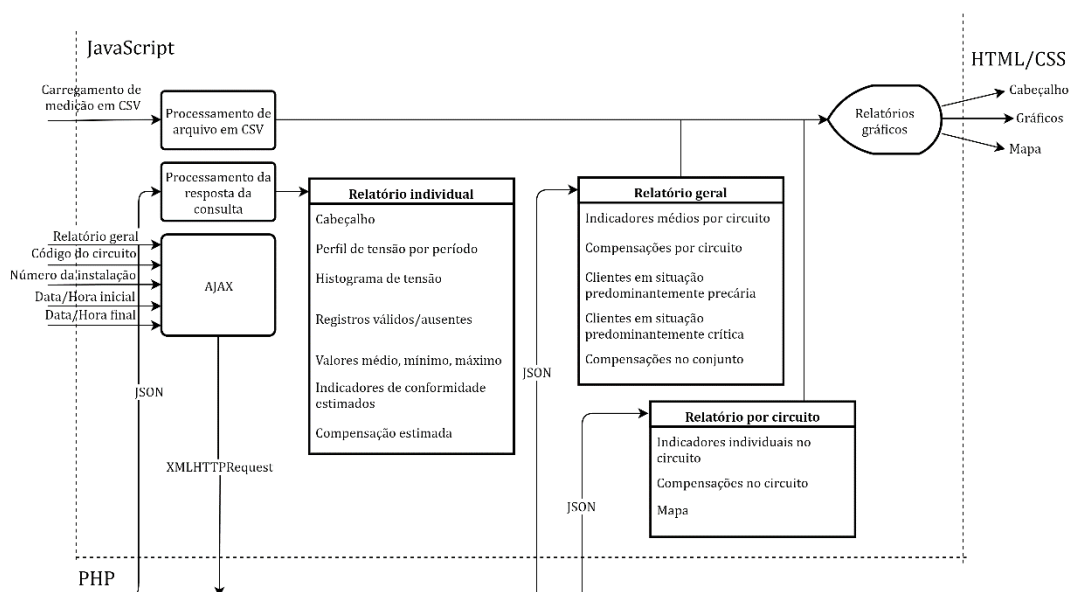 JavaScript
HTML/CSS
Carregamento de
medição em CSV
Processamento de
arquivo em CSV
Relatórios
gráficos
Cabeçalho
Gráficos
Mapa
Processamento da
resposta da
consulta
Relatório individual
Cabeçalho
Perfil de tensão por período
Histograma de tensão
Registros válidos/ausentes
Valores médio, mínimo, máximo
Indicadores de conformidade
estimados
Compensação estimada
Relatório geral
Indicadores médios por circuito
Compensações por circuito
Clientes em situação
predominantemente precária
Clientes em situação
predominantemente crítica
Compensações no conjunto
Relatório geral
Código do circuito
Número da instalação
Data/Hora inicial
Data/Hora final
AJAX
JSON
JSON
Relatório por circuito
Indicadores individuais no
circuito
Compensações no circuito
Mapa
XMLHTTPRequest
JSON
PHP